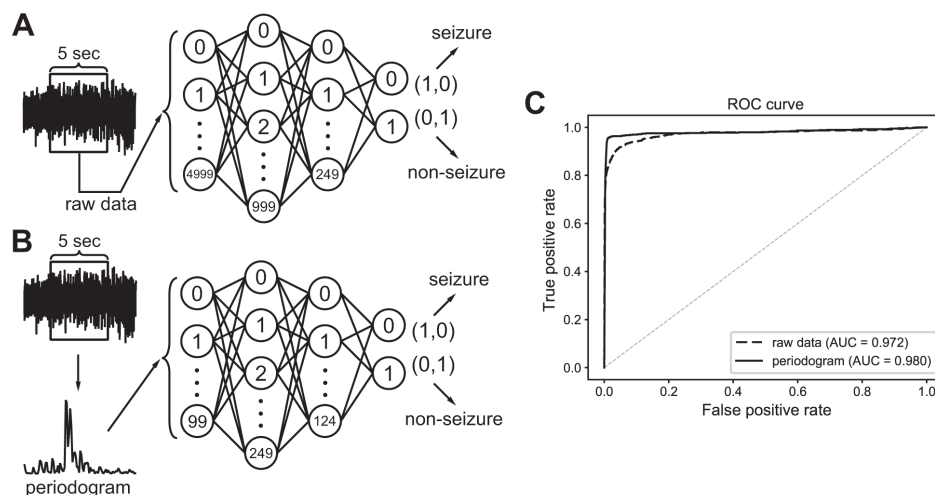 A
5 sec
raw data
0
1
4999
0
1
2
999
0
1
249
0
1
seizure
(1,0)
(0,1)
non-seizure
B
5 sec
periodogram
0
1
99
0
1
2
249
0
1
124
0
1
seizure
(1,0)
(0,1)
non-seizure
C
ROC curve
True positive rate
1.0
0.8
0.6
0.4
0.2
0.0
raw data (AUC = 0.972)
periodogram (AUC = 0.980)
0.0 0.2 0.4 0.6 0.8 1.0
False positive rate